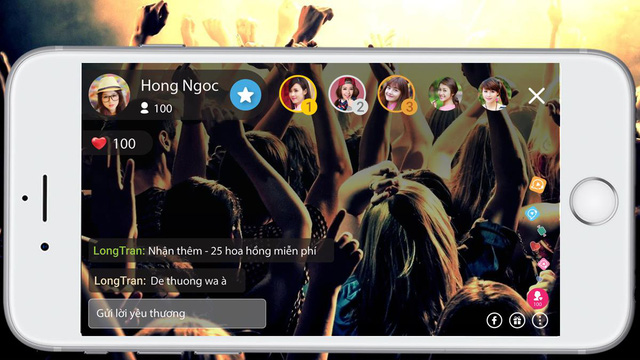 Hong Ngoc
100
1
2
3
100
LongTran: Nhận thêm - 25 hoa hồng miễn phí
LongTran: De thuong wa à
Gửi lời yêu thương
100